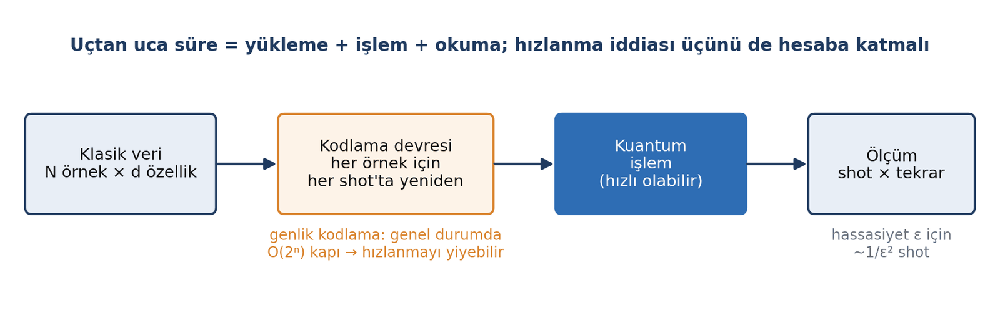 Uçtan uca süre = yükleme + işlem + okuma; hızlanma iddiası üçünü de hesaba katmalı
Klasik veri
N örnek × d özellik
Kodlama devresi
her örnek için
her shot'ta yeniden
Kuantum
işlem
(hızlı olabilir)
Ölçüm
shot × tekrar
genlik kodlama: genel durumda
O(2ⁿ) kapı → hızlanmayı yiyebilir
hassasiyet ε için
~1/ε² shot